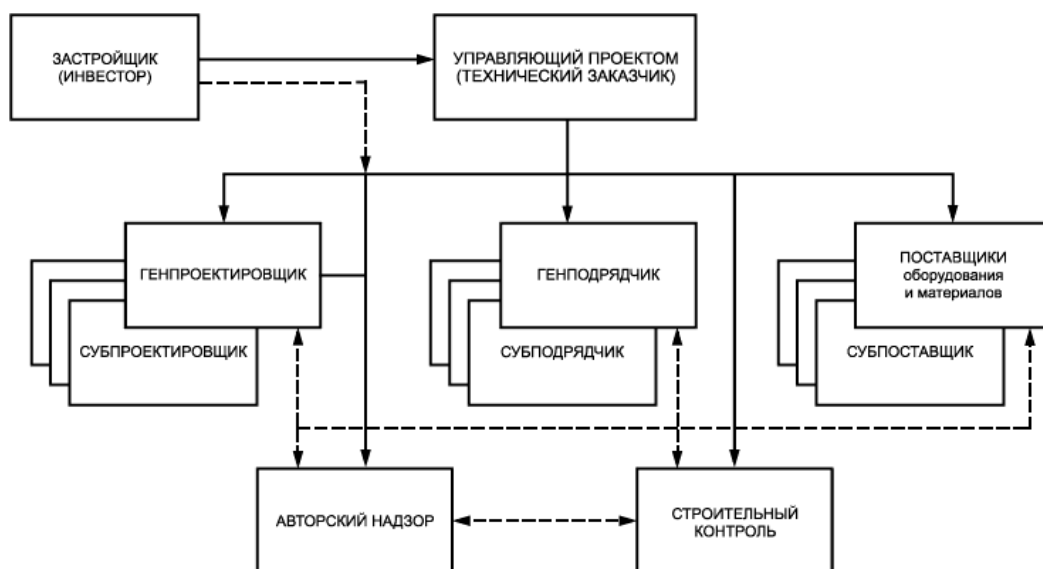 ЗАСТРОЙЩИК
(ИНВЕСТОР)
УПРАВЛЯЮЩИЙ ПРОЕКТОМ
(ТЕХНИЧЕСКИЙ ЗАКАЗЧИК)
ГЕНПРОЕКТИРОВЩИК
СУБПРОЕКТИРОВЩИК
ГЕНПОДРЯДЧИК
СУБПОДРЯДЧИК
ПОСТАВЩИКИ
оборудования
и материалов
СУБПОСТАВЩИК
АВТОРСКИЙ НАДЗОР
СТРОИТЕЛЬНЫЙ
КОНТРОЛЬ